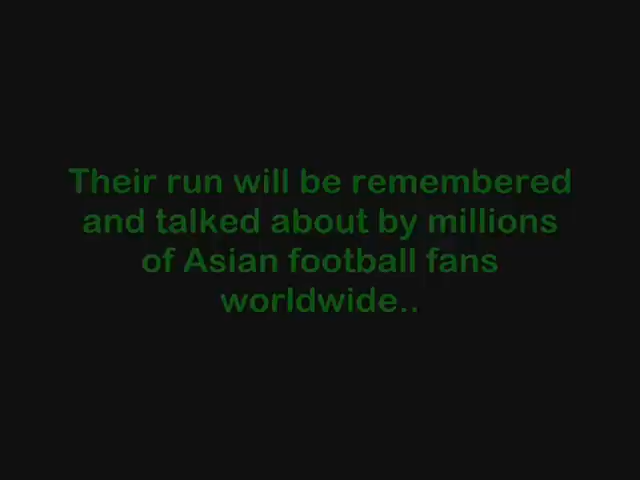 Their run will be remembered
and talked about by millions
of Asian football fans
worldwide..